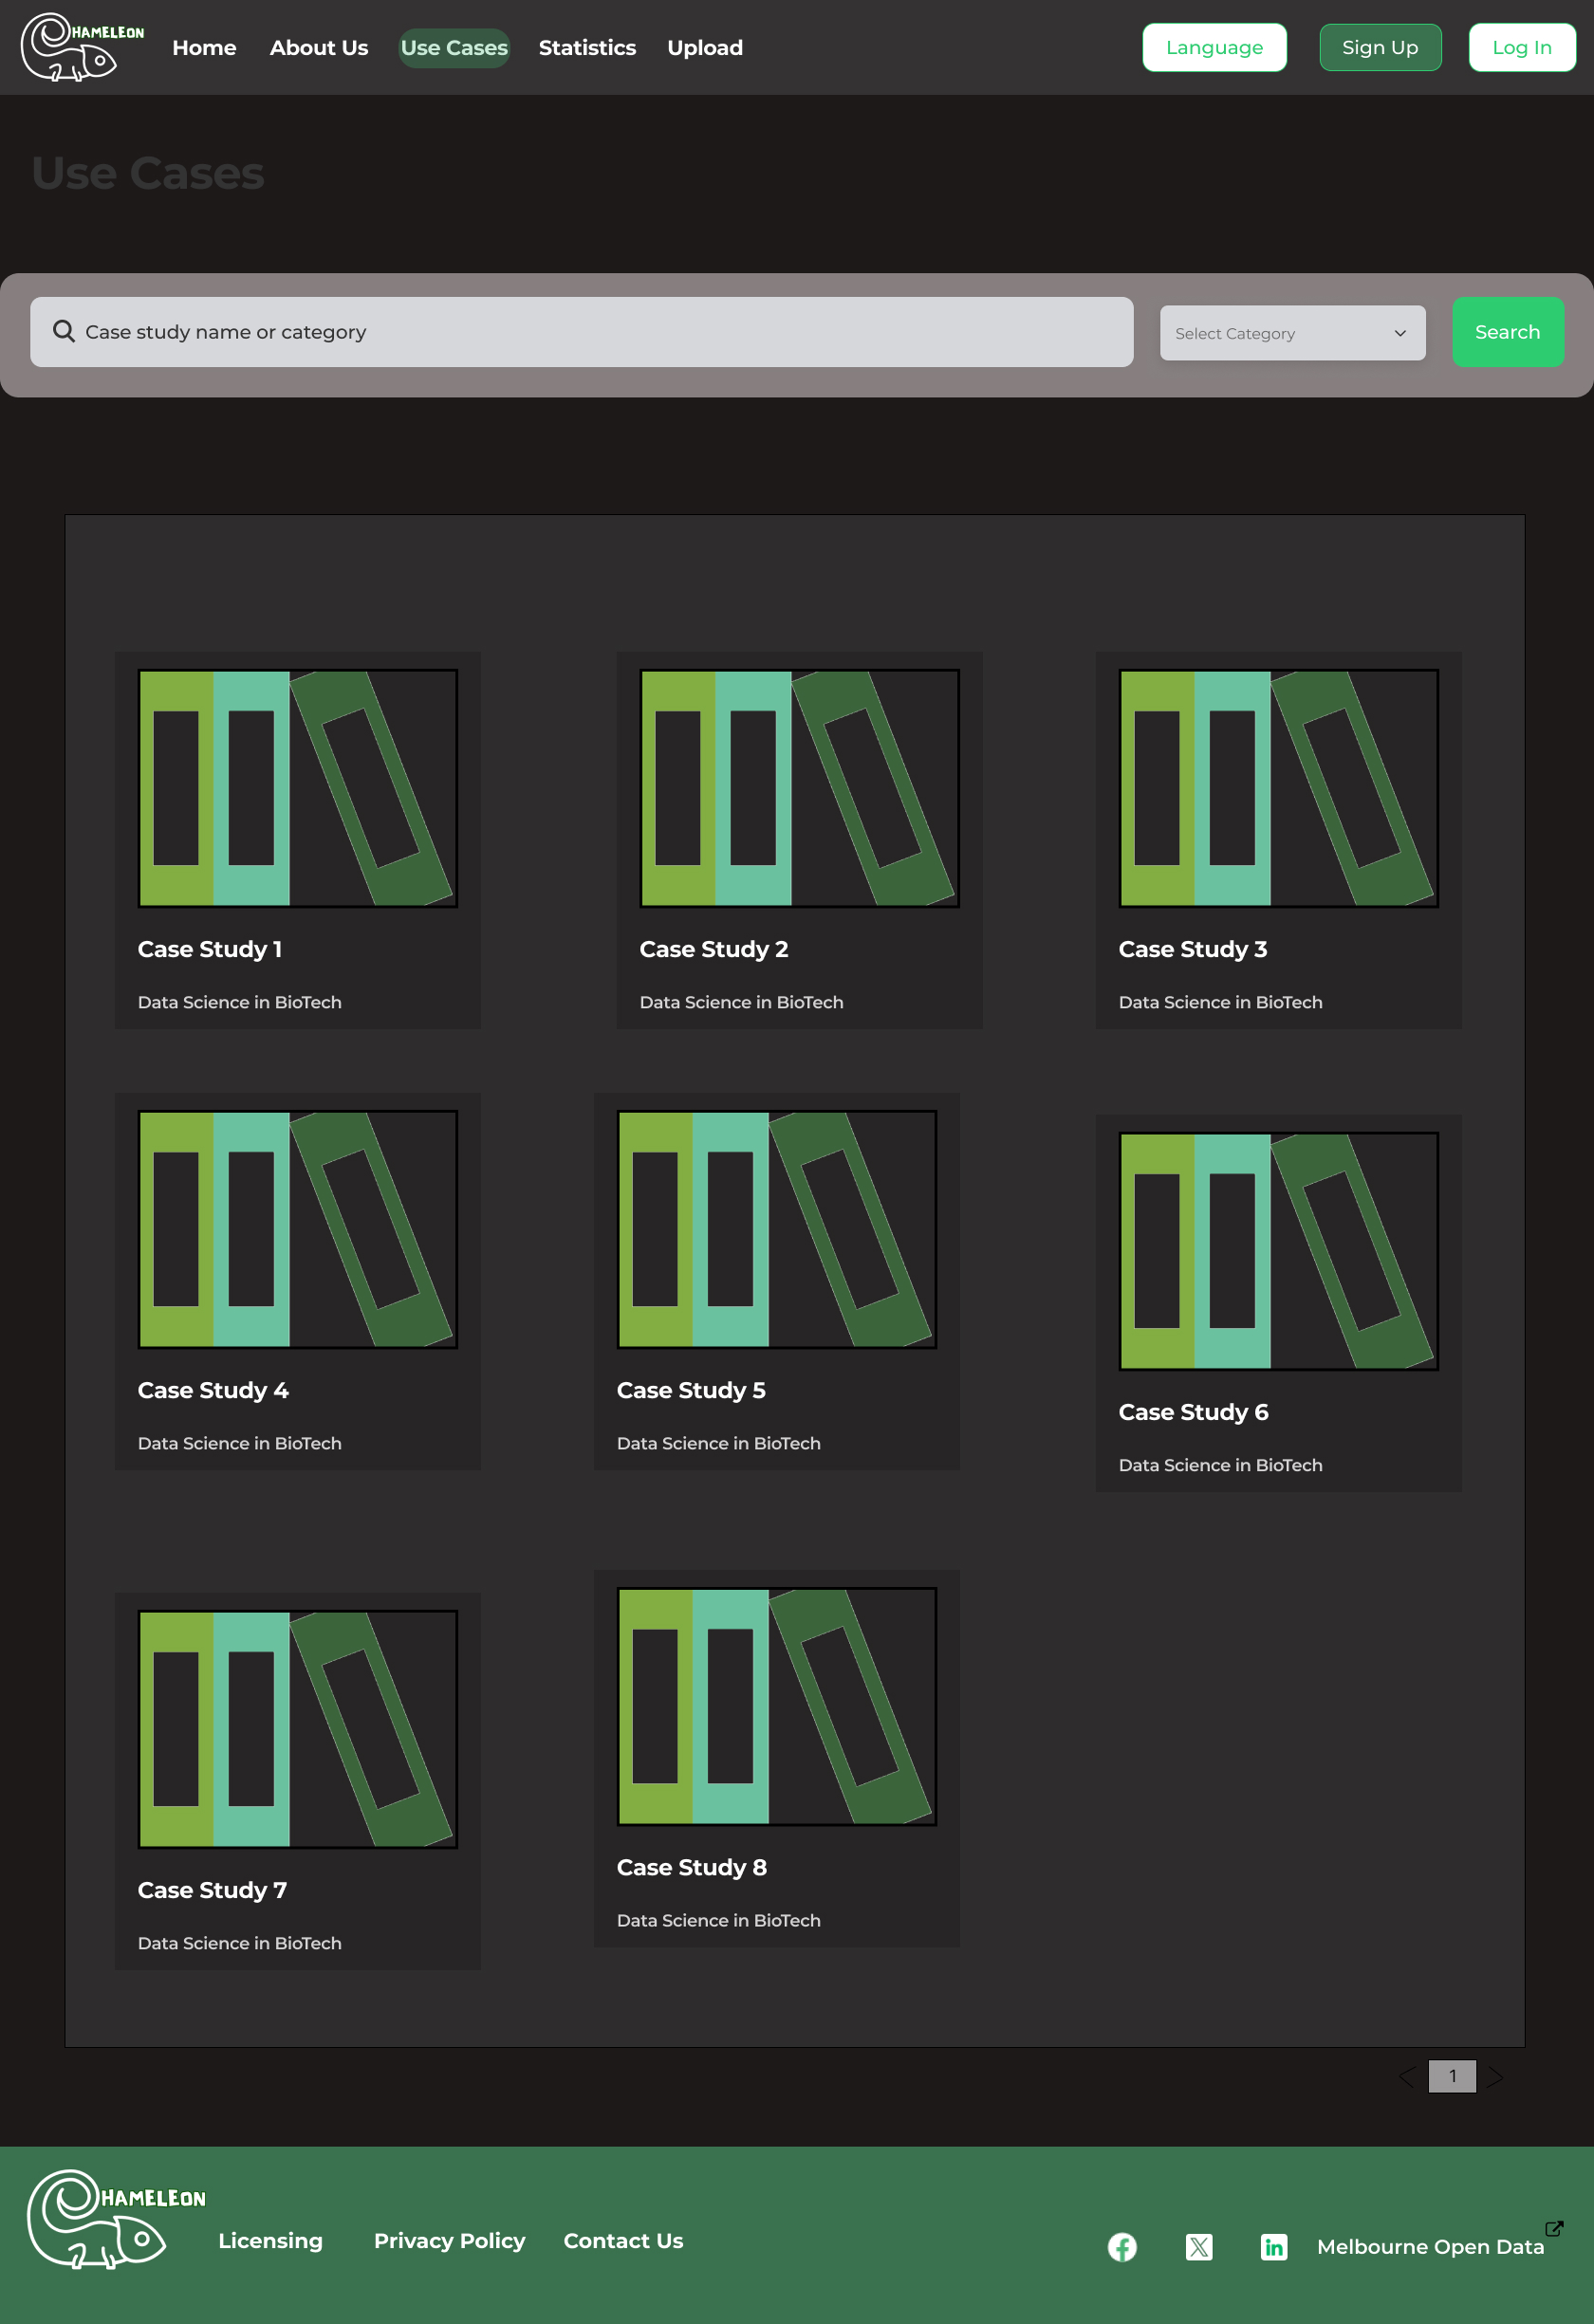 HAMELEON
Home About Us Use Cases Statistics Upload Language Sign Up Log In
Use Cases
Case study name or category Select Category Search
Case Study 1
Data Science in BioTech
Case Study 2
Data Science in BioTech
Case Study 3
Data Science in BioTech
Case Study 4
Data Science in BioTech
Case Study 5
Data Science in BioTech
Case Study 6
Data Science in BioTech
Case Study 7
Data Science in BioTech
Case Study 8
Data Science in BioTech
< 1 >
HAMELEON
Licensing Privacy Policy Contact Us Melbourne Open Data